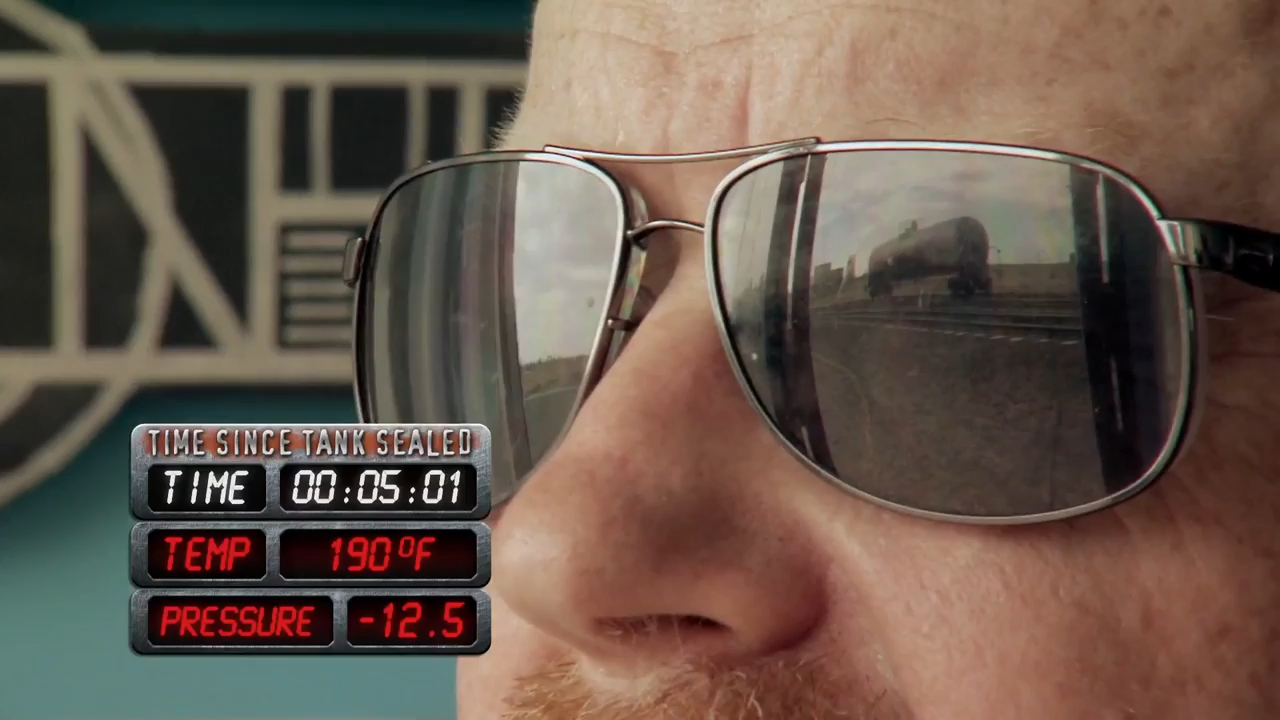 TIME SINCE TANK SEALED
TIME 00:05:01
TEMP 190°F
PRESSURE -12.5